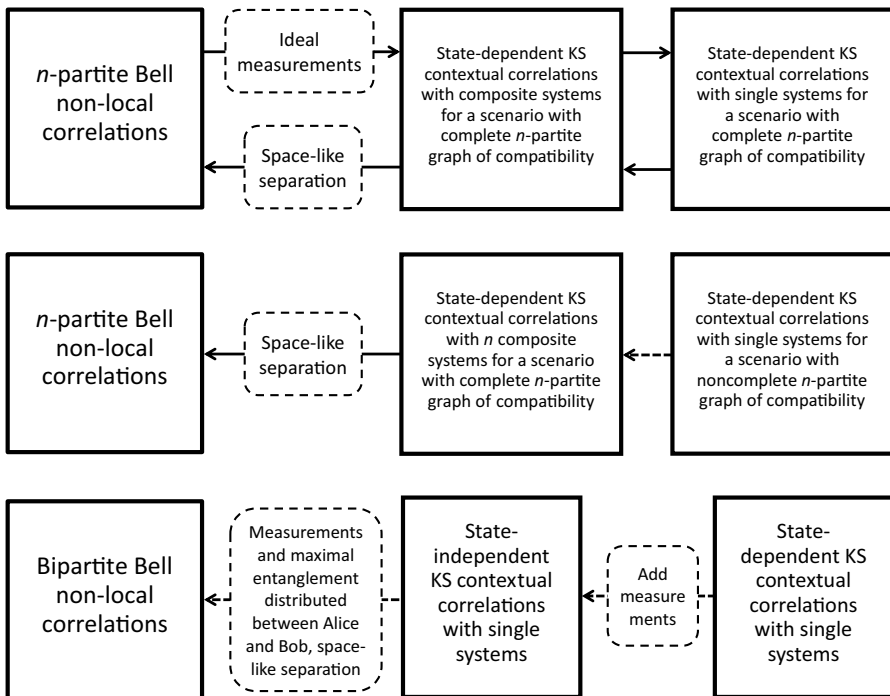 n-partite Bell
non-local
correlations
Ideal
measurements
Space-like
separation
State-dependent KS
contextual correlations
with composite systems
for a scenario with
complete n-partite
graph of compatibility
State-dependent KS
contextual correlations
with single systems for
a scenario with
complete n-partite
graph of compatibility
n-partite Bell
non-local
correlations
Space-like
separation
State-dependent KS
contextual correlations
with n composite
systems for a scenario
with complete n-partite
graph of compatibility
State-dependent KS
contextual correlations
with single systems for
a scenario with
noncomplete n-partite
graph of compatibility
Bipartite Bell
non-local
correlations
Measurements
and maximal
entanglement
distributed
between Alice
and Bob, space-
like separation
State-
independent
KS contextual
correlations
with single
systems
Add
measure
ments
State-
dependent KS
contextual
correlations
with single
systems